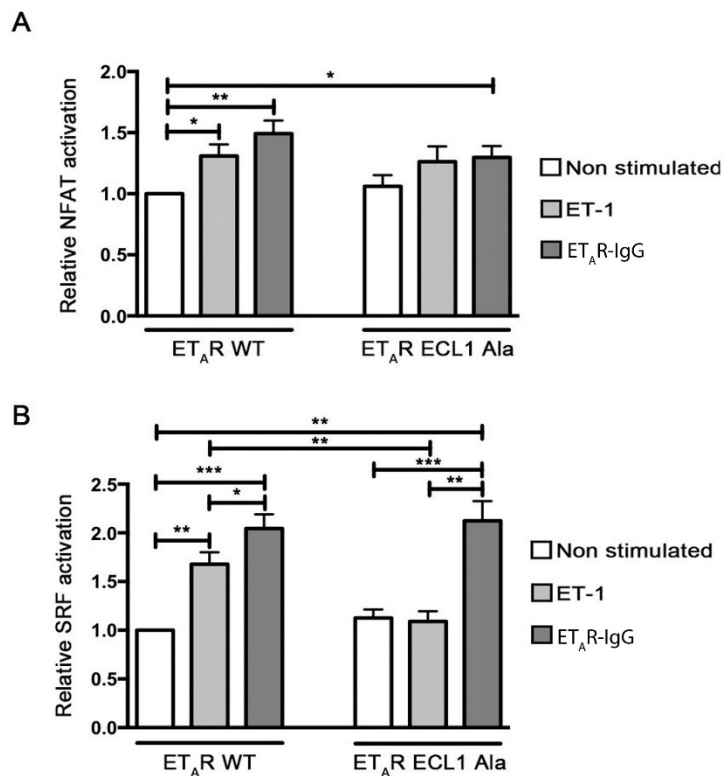 A
Relative NFAT activation
2.0
1.5
1.0
0.5
0.0
*
**
*
ETAR WT
ETAR ECL1 Ala
Non stimulated
ET-1
ETAR-IgG
B
Relative SRF activation
2.5
2.0
1.5
1.0
0.5
0.0
**
**
***
***
*
**
**
ETAR WT
ETAR ECL1 Ala
Non stimulated
ET-1
ETAR-IgG